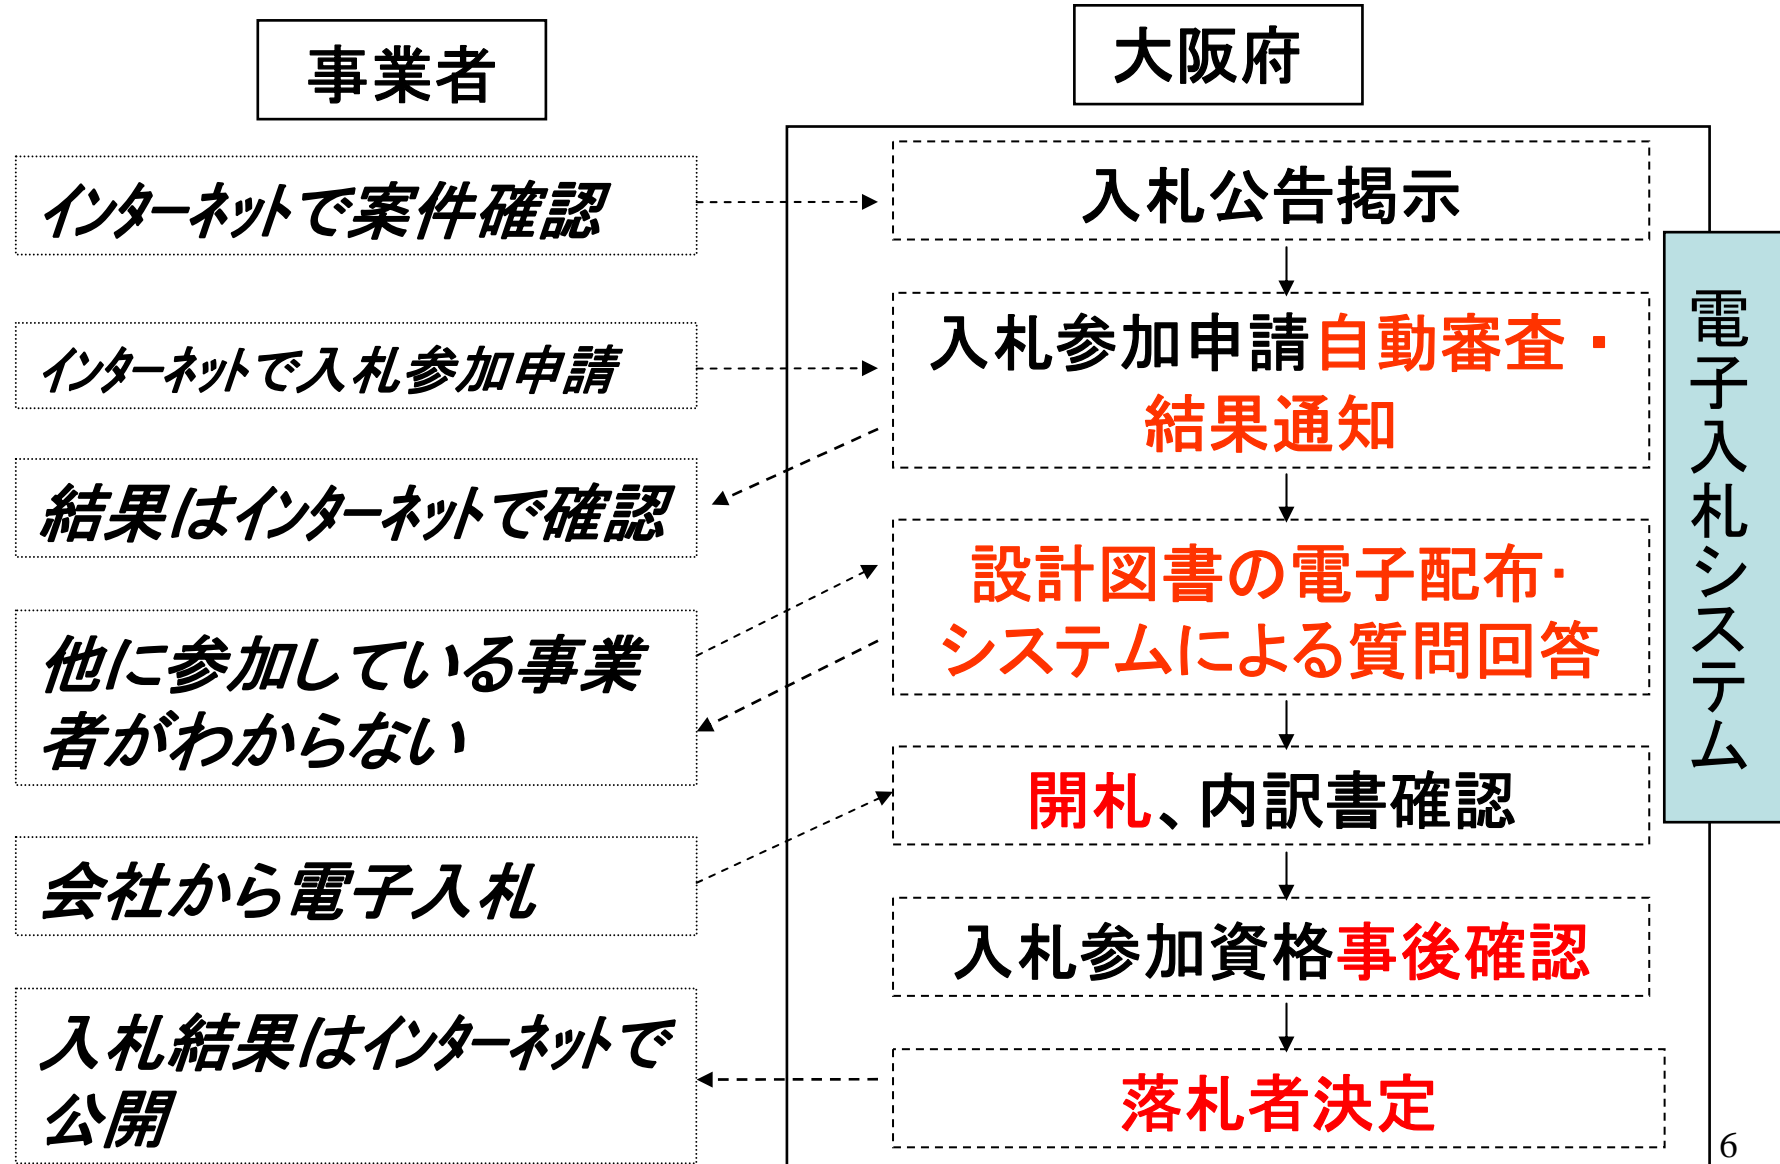 事業者
インターネットで案件確認
インターネットで入札参加申請
結果はインターネットで確認
他に参加している事業
者がわからない
会社から電子入札
入札結果はインターネットで
公開
大阪府
入札公告掲示
入札参加申請自動審査・
結果通知
設計図書の電子配布・
システムによる質問回答
開札、内訳書確認
入札参加資格事後確認
落札者決定
電子入札システム
6